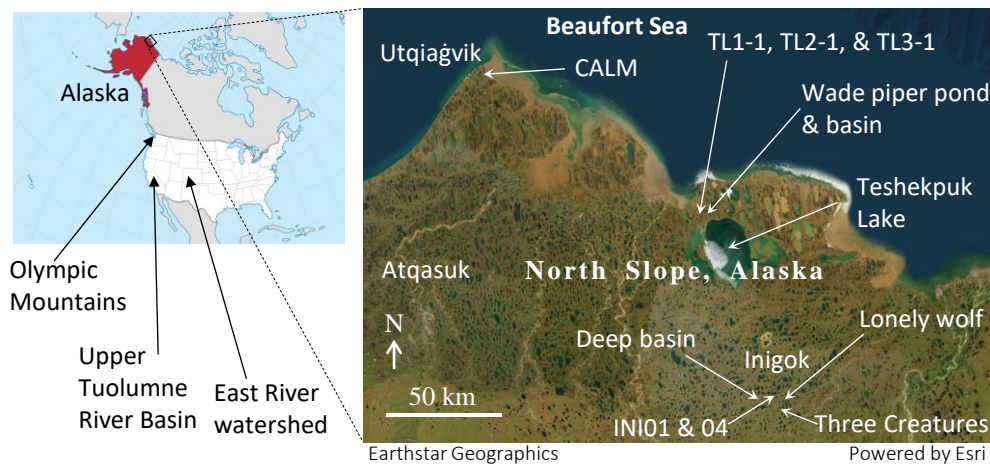 Alaska
Olympic
Mountains
Upper
Tuolumne
River Basin
East River
watershed
Beaufort Sea
Utqiaġvik
CALM
TL1-1, TL2-1, & TL3-1
Wade piper pond
& basin
Teshekpuk
Lake
Atqasuk
North Slope, Alaska
N
50 km
Deep basin
Inigok
Lonely wolf
INI01 & 04
Three Creatures
Earthstar Geographics
Powered by Esri